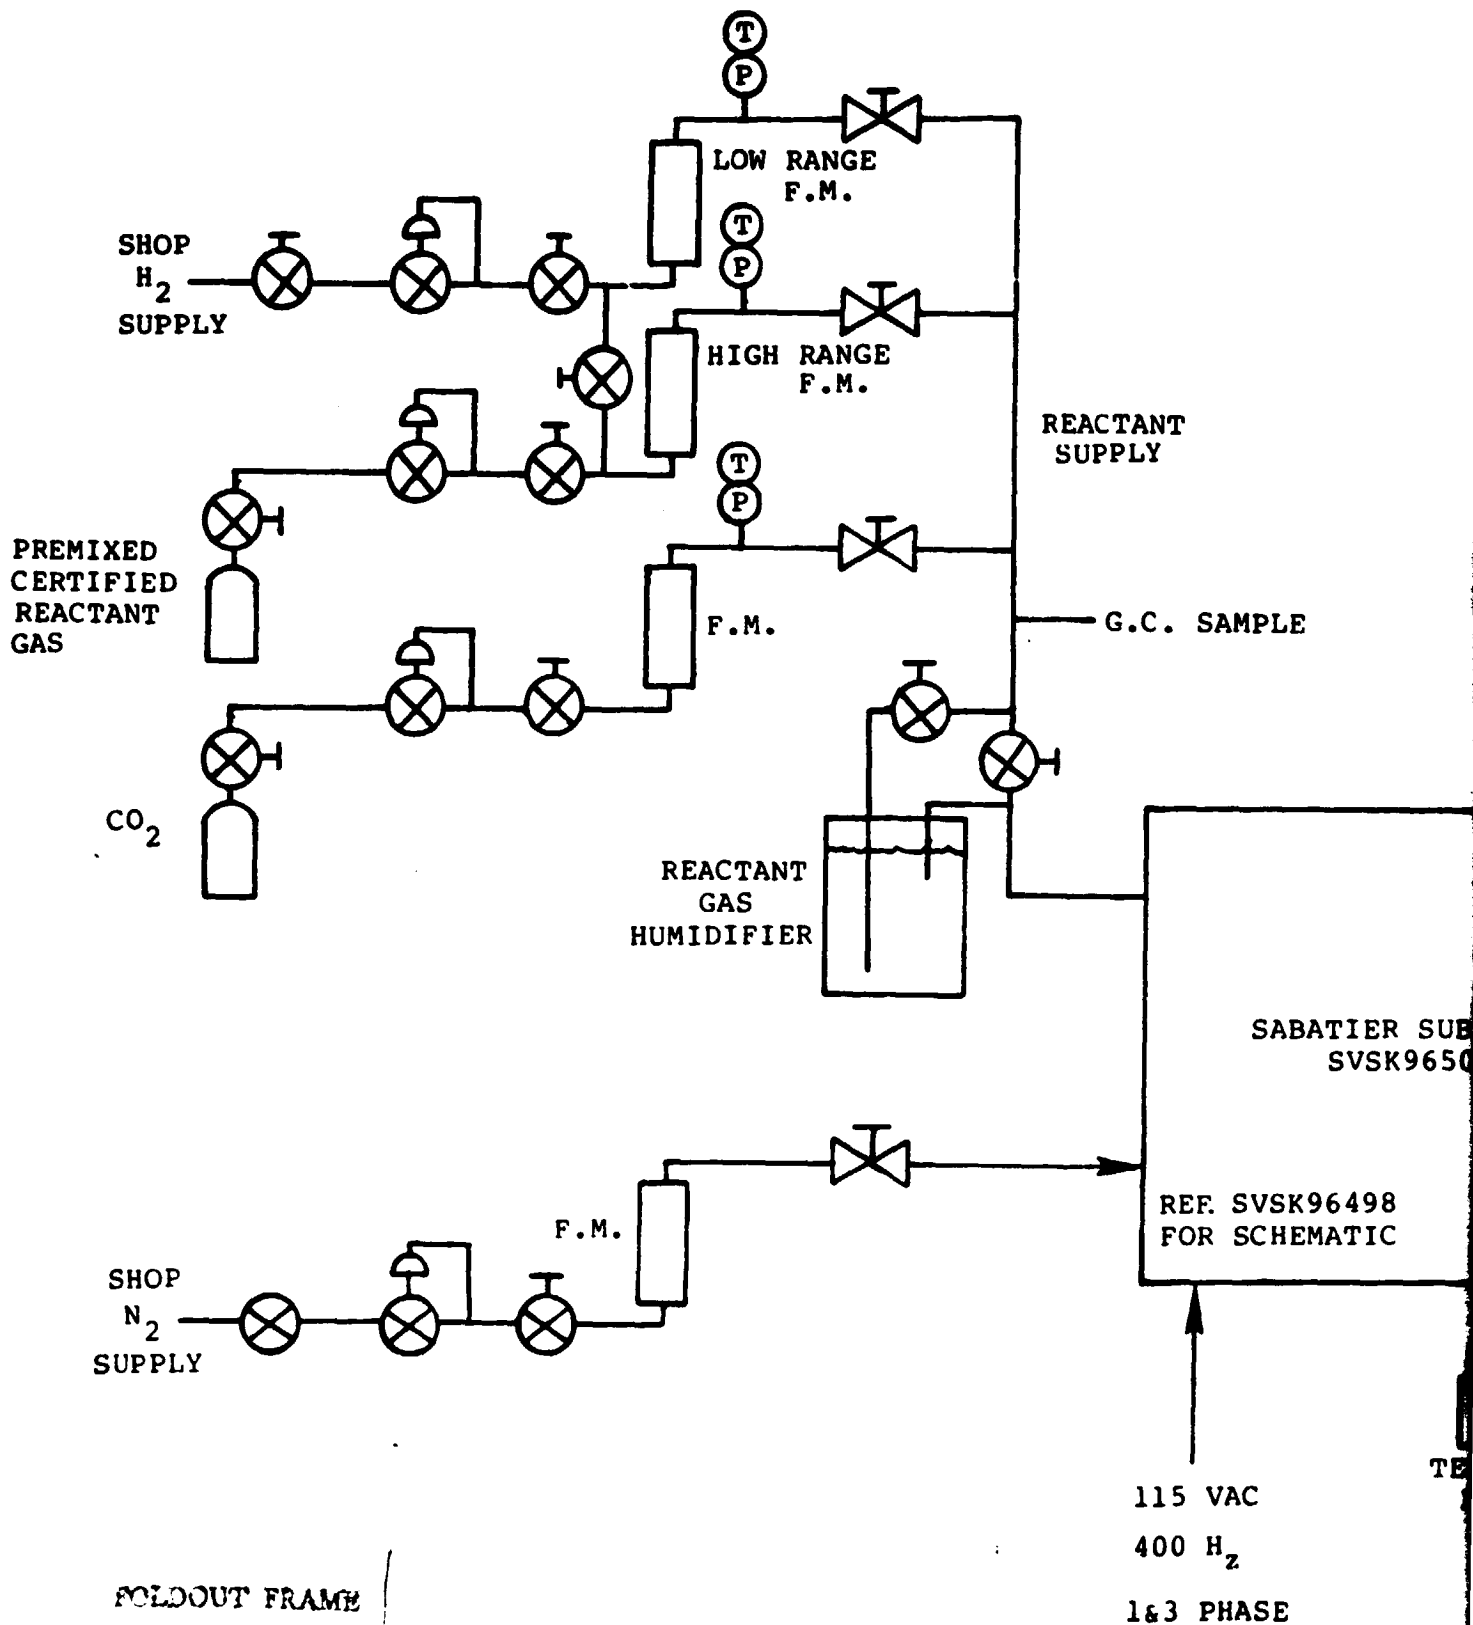 T
P
LOW RANGE
F.M.
T
P
SHOP
H2
SUPPLY
HIGH RANGE
F.M.
REACTANT
SUPPLY
T
P
PREMIXED
CERTIFIED
REACTANT
GAS
F.M.
G.C. SAMPLE
CO2
REACTANT
GAS
HUMIDIFIER
SABATIER SUB
SVSK9650
REF. SVSK96498
FOR SCHEMATIC
F.M.
SHOP
N2
SUPPLY
TE
115 VAC
400 Hz
1&3 PHASE
FOLDOUT FRAME